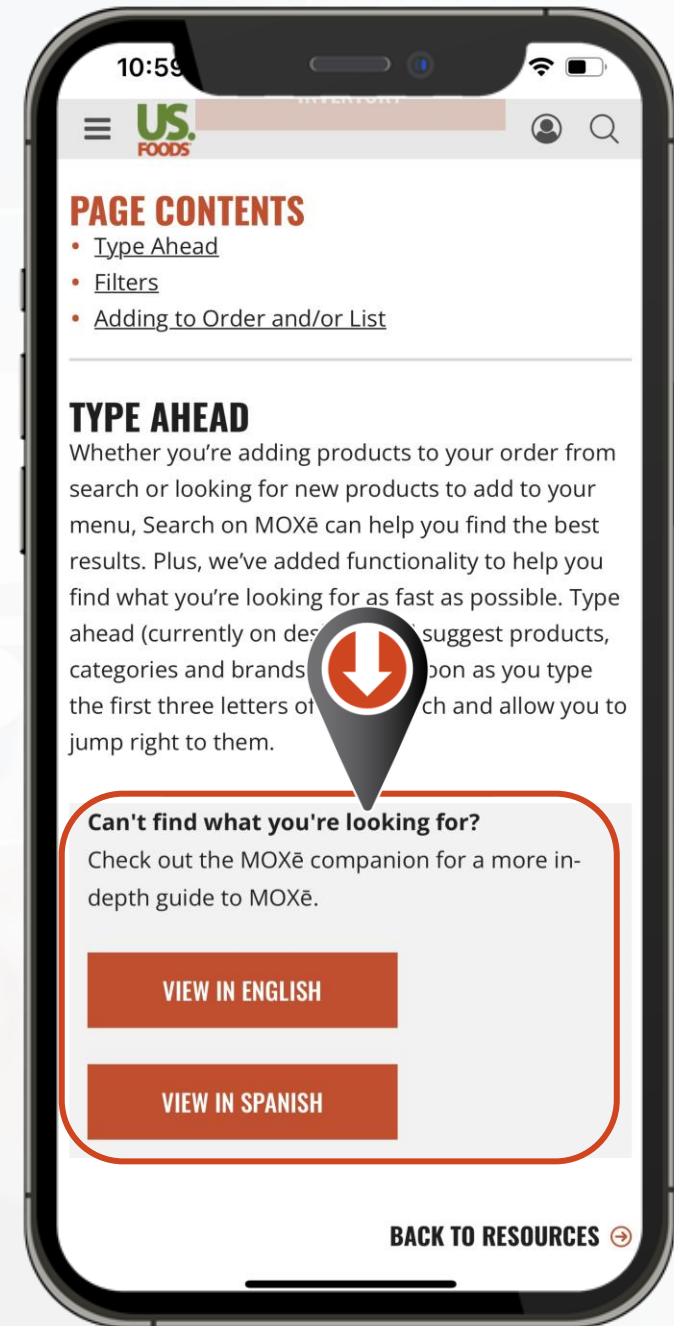 10:59
INVENTORY
US.
FOODS
PAGE CONTENTS
• Type Ahead
• Filters
• Adding to Order and/or List
TYPE AHEAD
Whether you’re adding products to your order from
search or looking for new products to add to your
menu, Search on MOXē can help you find the best
results. Plus, we’ve added functionality to help you
find what you’re looking for as fast as possible. Type
ahead (currently on suggest products,
categories and brands as you type
the first three letters and allow you to
jump right to them.
Can't find what you're looking for?
Check out the MOXē companion for a more in-
depth guide to MOXē.
VIEW IN ENGLISH
VIEW IN SPANISH
BACK TO RESOURCES